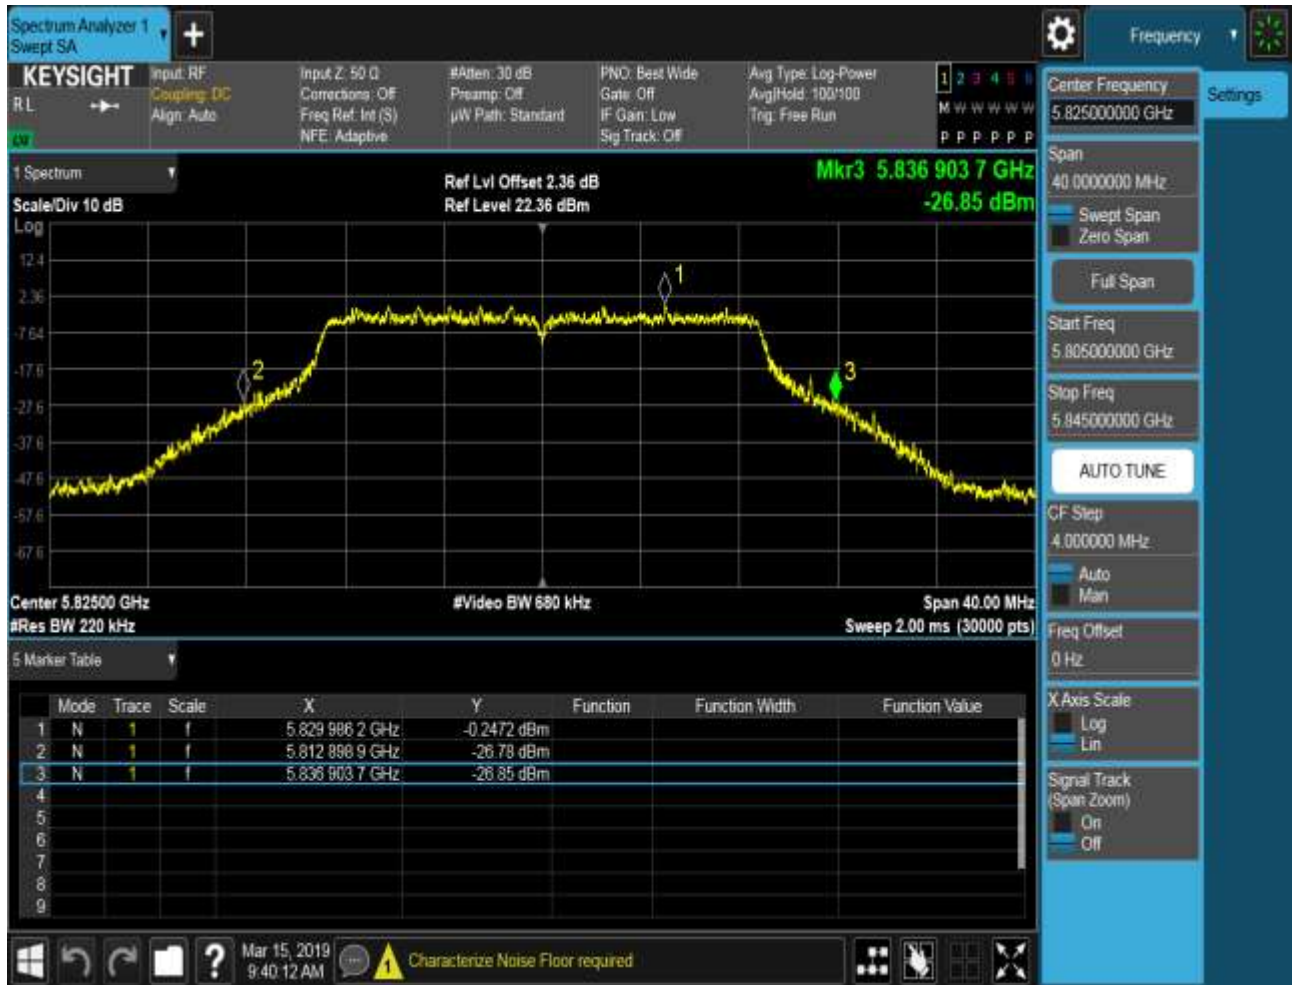 Spectrum Analyzer 1
Swept SA
Frequency
KEYSIGHT
RL
Input: RF
Coupling: DC
Align: Auto
Input Z: 50 Ω
Corrections: Off
Freq Ref: Int (S)
NFE: Adaptive
#Atten: 30 dB
Preamp: Off
µW Path: Standard
PNO: Best Wide
Gate: Off
IF Gain: Low
Sig Track: Off
Avg Type: Log-Power
Avg|Hold: 100/100
Trig: Free Run
1 2 3 4 5 6
M W W W W W
P P P P P P
1 Spectrum
Scale/Div 10 dB
Ref Lvl Offset 2.36 dB
Ref Level 22.36 dBm
Mkr3 5.836 903 7 GHz
-26.85 dBm
Log
12.4
2.36
-7.64
-17.6
-27.6
-37.6
-47.6
-57.6
-67.6
1
2
3
Center 5.82500 GHz
#Video BW 680 kHz
Span 40.00 MHz
#Res BW 220 kHz
Sweep 2.00 ms (30000 pts)
5 Marker Table
Mode Trace Scale X Y Function Function Width Function Value
1 N 1 f 5.829 986 2 GHz -0.2472 dBm
2 N 1 f 5.812 898 9 GHz -26.78 dBm
3 N 1 f 5.836 903 7 GHz -26.85 dBm
4
5
6
7
8
9
Mar 15, 2019
9:40:12 AM
?
1
Characterize Noise Floor required
Center Frequency
5.825000000 GHz
Settings
Span
40.0000000 MHz
Swept Span
Zero Span
Full Span
Start Freq
5.805000000 GHz
Stop Freq
5.845000000 GHz
AUTO TUNE
CF Step
4.000000 MHz
Auto
Man
Freq Offset
0 Hz
X Axis Scale
Log
Lin
Signal Track
(Span Zoom)
On
Off